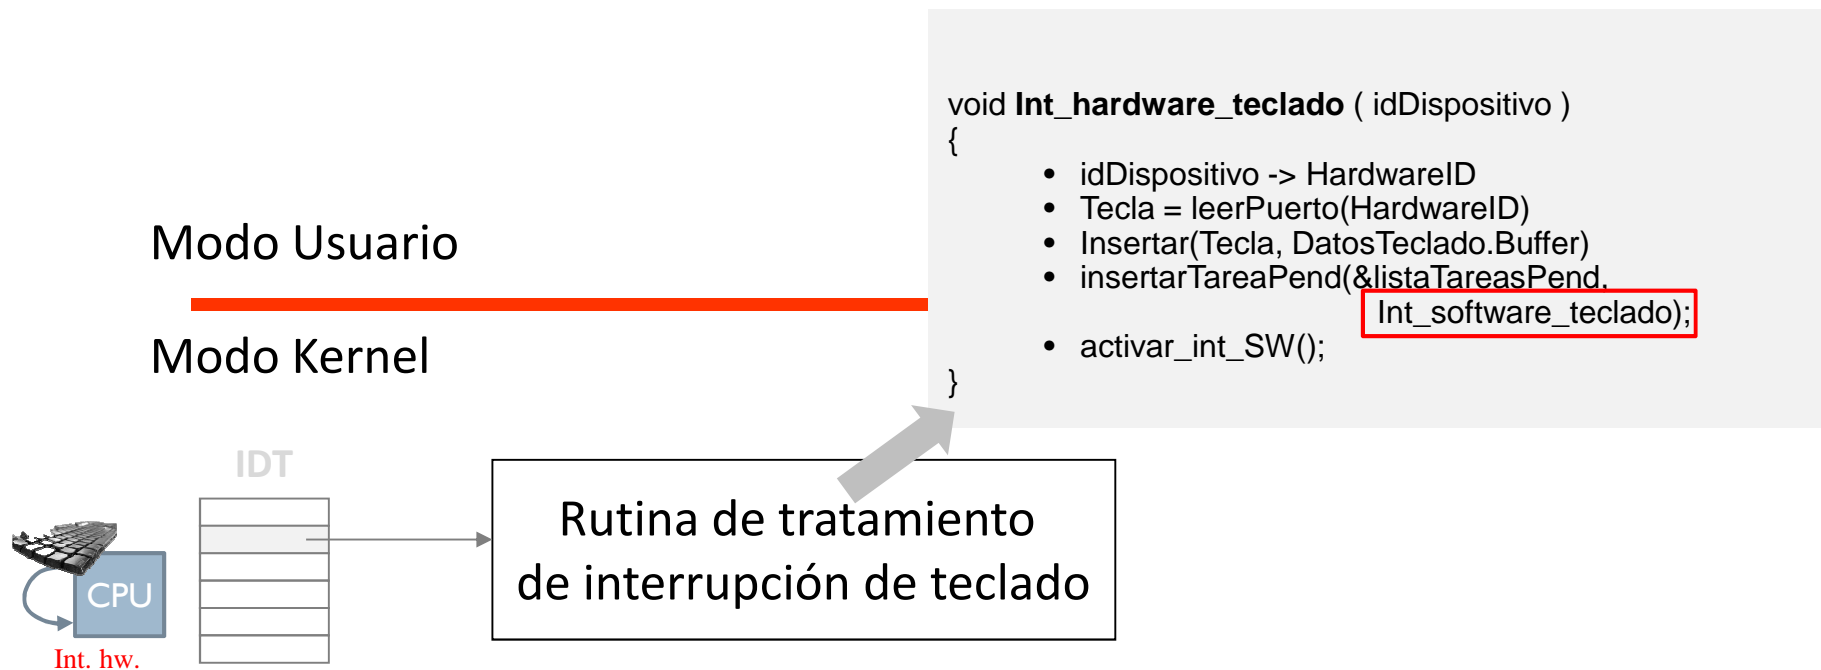 void Int_hardware_teclado ( idDispositivo )
{
• idDispositivo -> HardwareID
• Tecla = leerPuerto(HardwareID)
• Insertar(Tecla, DatosTeclado.Buffer)
• insertarTareaPend(&listaTareasPend,
Int_software_teclado);
• activar_int_SW();
}
Modo Usuario
Modo Kernel
IDT
Rutina de tratamiento
de interrupción de teclado
CPU
Int. hw.